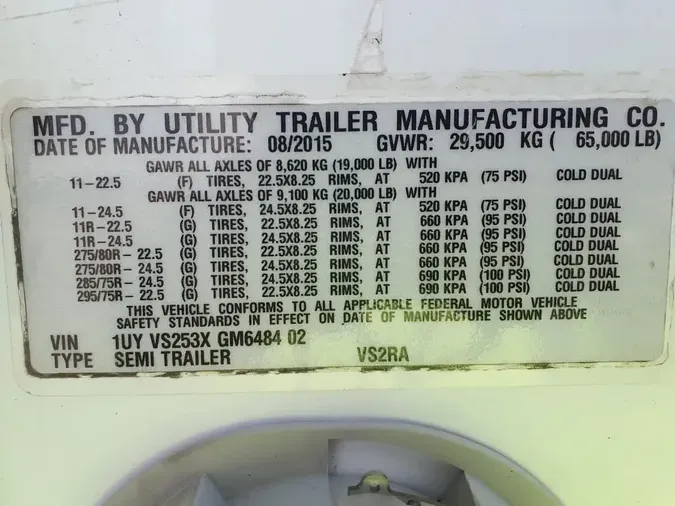 MFD. BY UTILITY TRAILER MANUFACTURING CO.
DATE OF MANUFACTURE: 08/2015 GVWR: 29,500 KG ( 65,000 LB)
GAWR ALL AXLES OF 8,620 KG (19,000 LB) WITH
11-22.5 (F) TIRES, 22.5X8.25 RIMS, AT 520 KPA (75 PSI) COLD DUAL
GAWR ALL AXLES OF 9,100 KG (20,000 LB) WITH
11-24.5 (F) TIRES, 24.5X8.25 RIMS, AT 520 KPA (75 PSI) COLD DUAL
11R-22.5 (G) TIRES, 22.5X8.25 RIMS, AT 660 KPA (95 PSI) COLD DUAL
11R-24.5 (G) TIRES, 24.5X8.25 RIMS, AT 660 KPA (95 PSI) COLD DUAL
275/80R-22.5 (G) TIRES, 22.5X8.25 RIMS, AT 660 KPA (95 PSI) COLD DUAL
275/80R-24.5 (G) TIRES, 24.5X8.25 RIMS, AT 660 KPA (95 PSI) COLD DUAL
285/75R-24.5 (G) TIRES, 24.5X8.25 RIMS, AT 690 KPA (100 PSI) COLD DUAL
295/75R-22.5 (G) TIRES, 22.5X8.25 RIMS, AT 690 KPA (100 PSI) COLD DUAL
THIS VEHICLE CONFORMS TO ALL APPLICABLE FEDERAL MOTOR VEHICLE
SAFETY STANDARDS IN EFFECT ON DATE OF MANUFACTURE SHOWN ABOVE
VIN 1UY VS253X GM6484 02
TYPE SEMI TRAILER VS2RA